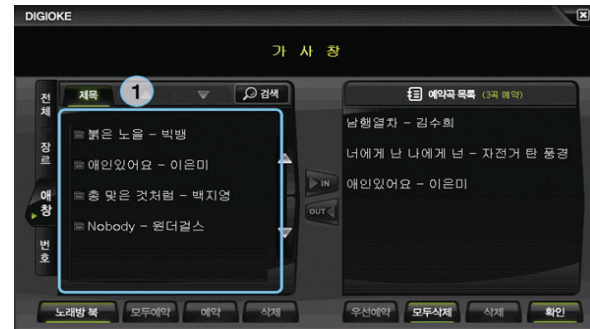 DIGIOKE
가 사 창
전체
장르
애창
번호
제목
1
검색
붉은 노을 - 빅뱅
애인있어요 - 이은미
총 맞은 것처럼 - 백지영
Nobody - 원더걸스
IN
OUT
예약곡 목록 (3곡 예약)
남행열차 - 김수희
너에게 난 나에게 넌 - 자전거 탄 풍경
애인있어요 - 이은미
노래방 북 모두예약 예약 삭제
우선예약 모두삭제 삭제 확인